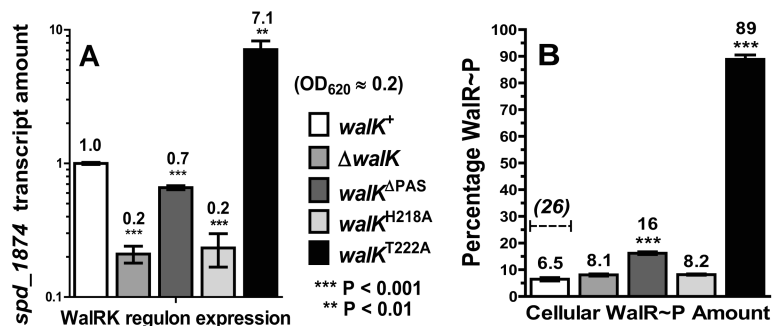 A
spd_1874 transcript amount
10
1
0.1
1.0
0.2
***
0.7
***
0.2
***
7.1
**
WalRK regulon expression
(OD620 ≈ 0.2)
walK+
ΔwalK
walKΔPAS
walKH218A
walKT222A
*** P < 0.001
** P < 0.01
B
Percentage WalR~P
100
90
80
70
60
50
40
30
20
10
0
(26)
6.5
8.1
16
***
8.2
89
***
Cellular WalR~P Amount